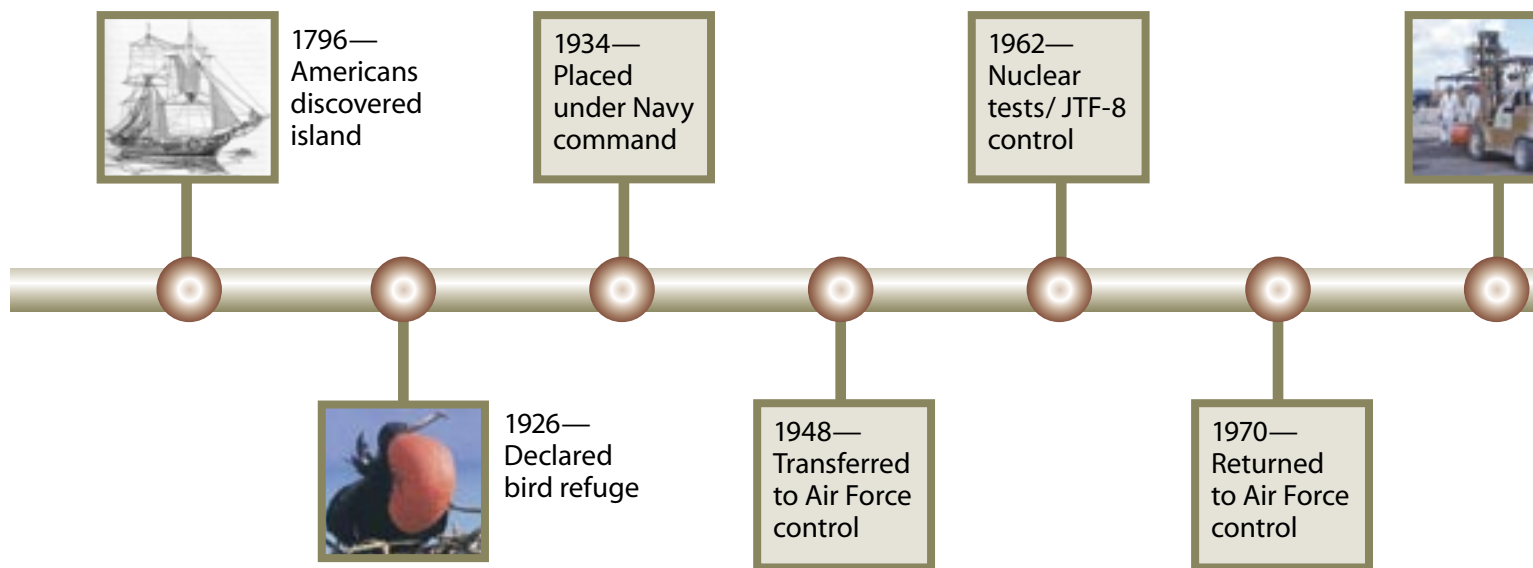 1796—
Americans
discovered
island
1926—
Declared
bird refuge
1934—
Placed
under Navy
command
1948—
Transferred
to Air Force
control
1962—
Nuclear
tests/ JTF-8
control
1970—
Returned
to Air Force
control